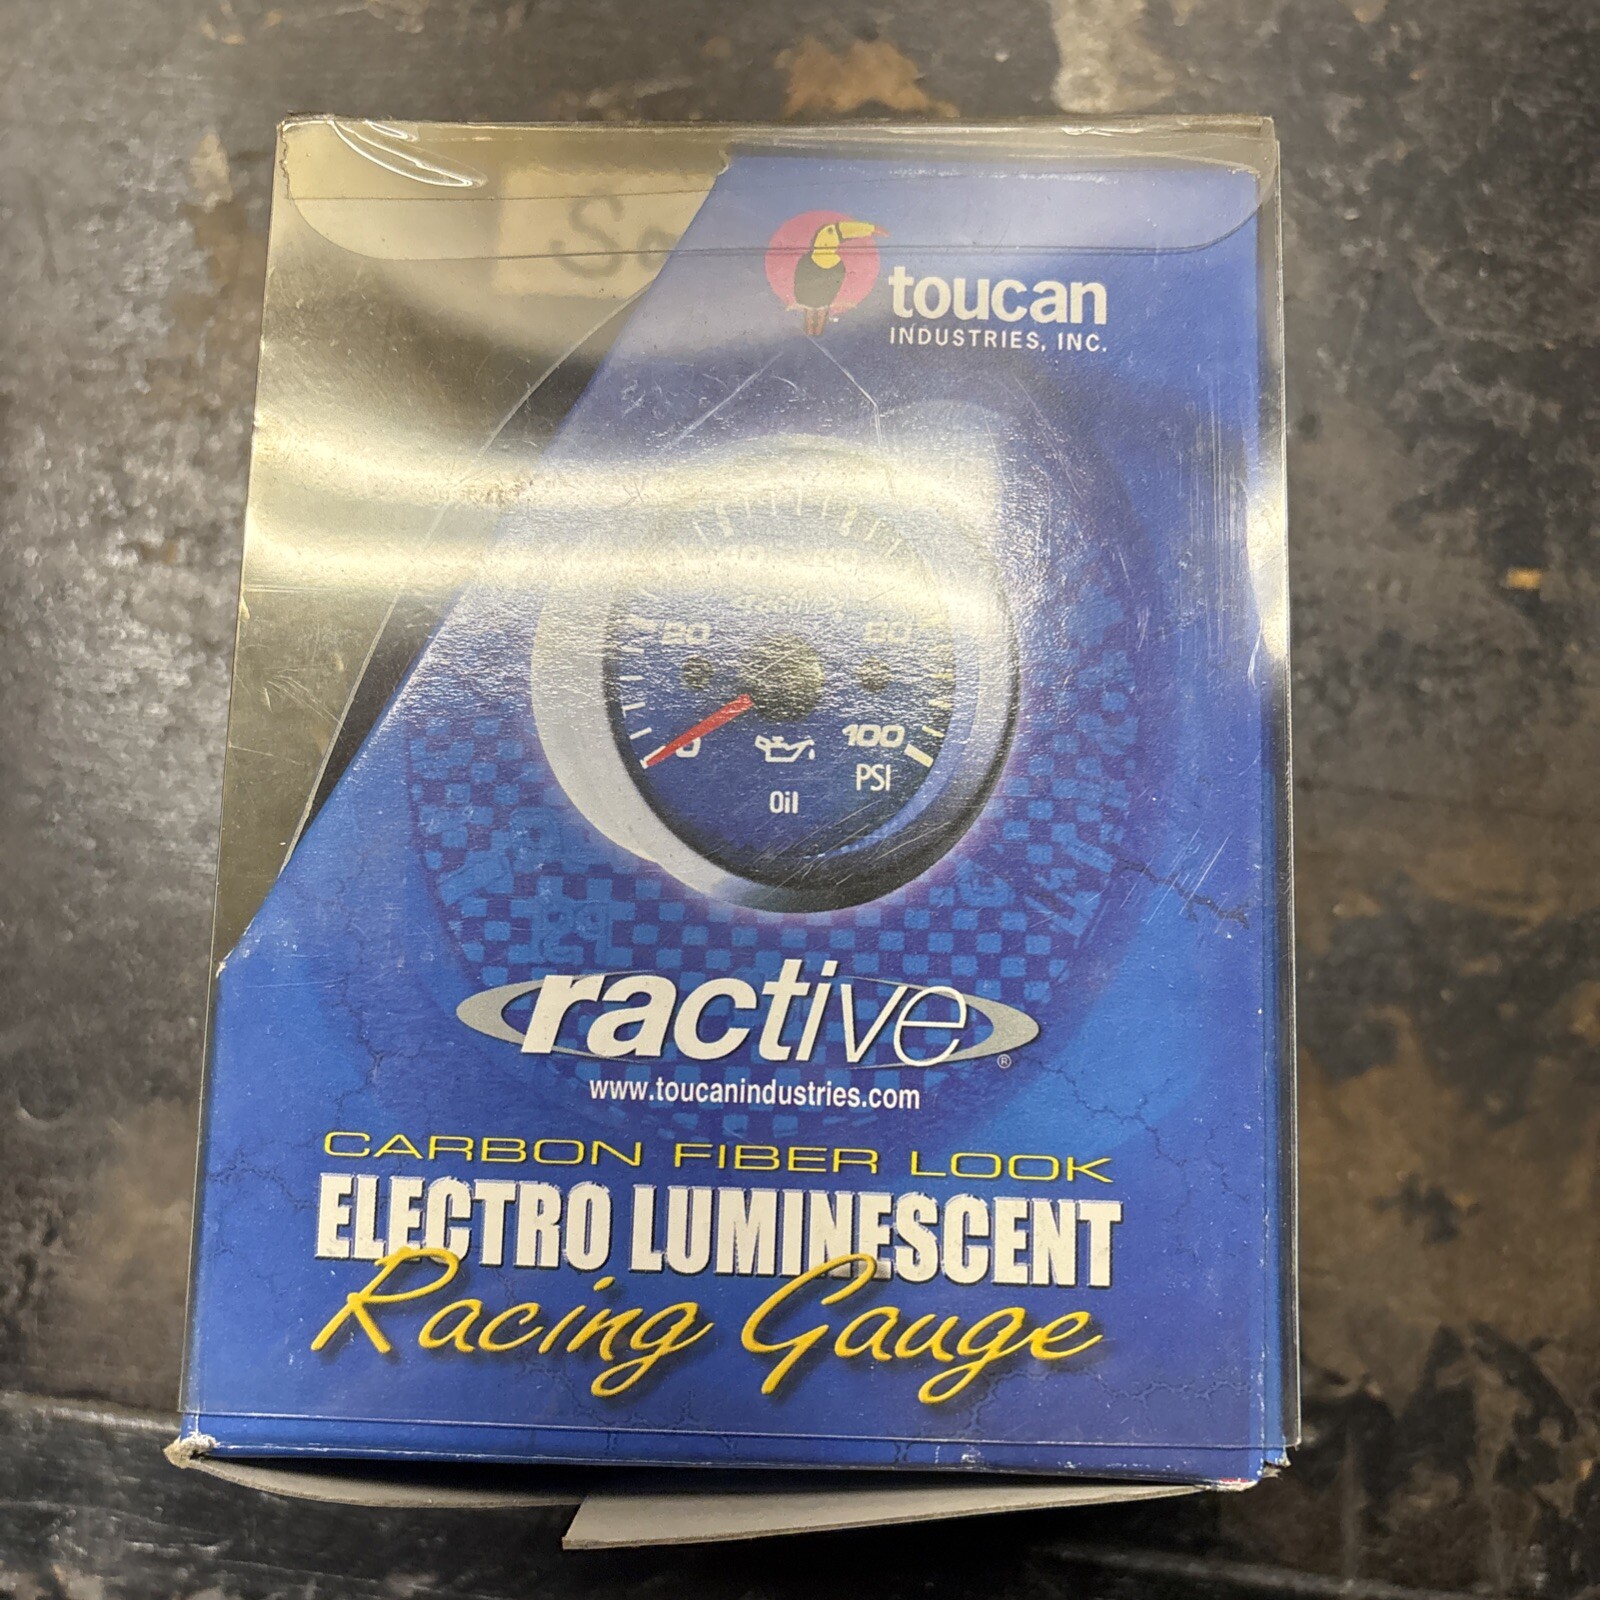 toucan
INDUSTRIES, INC.
20
80
0
100
PSI
Oil
ractive®
www.toucanindustries.com
CARBON FIBER LOOK
ELECTRO LUMINESCENT
Racing Gauge